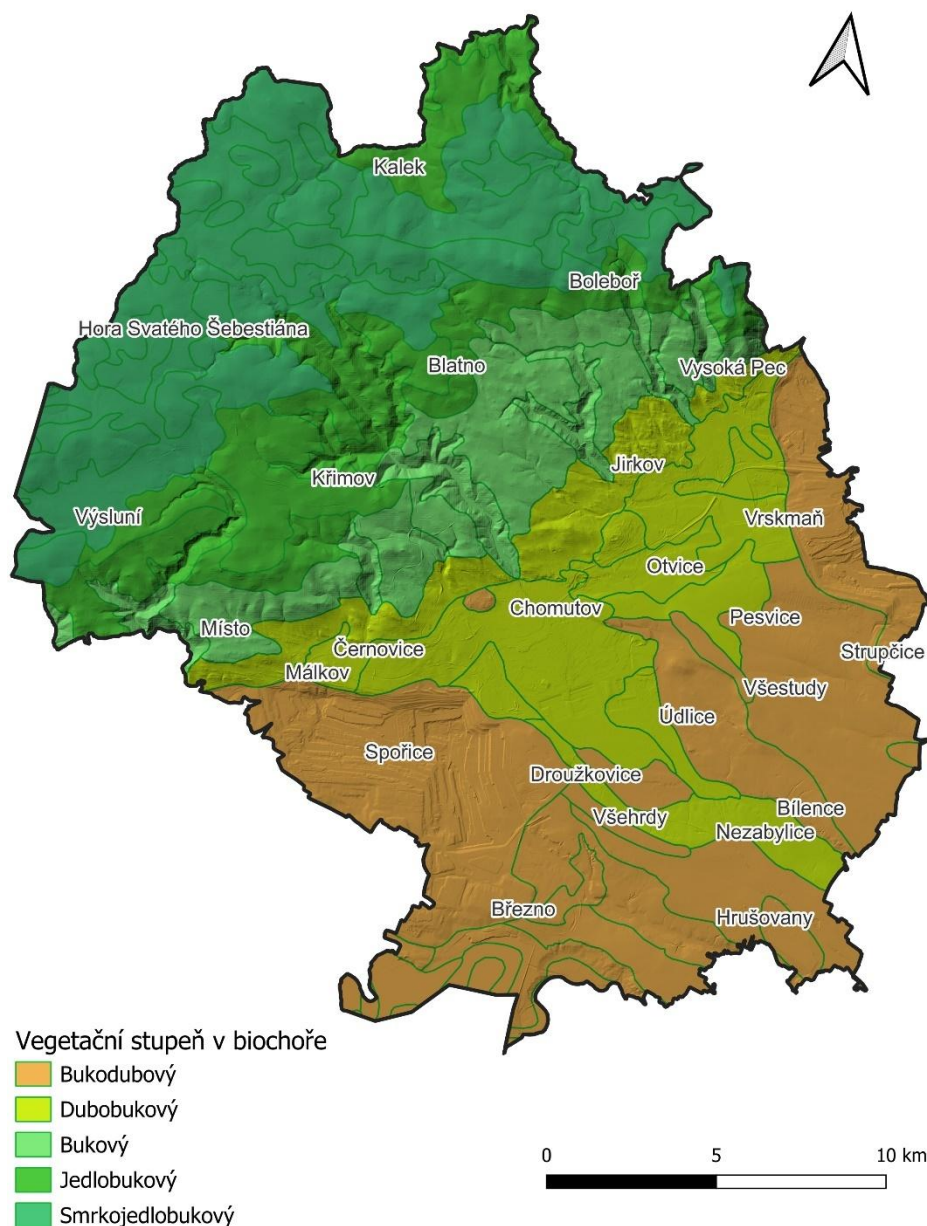 Kalek
Boleboř
Hora Svatého Šebestiána
Blatno
Vysoká Pec
Křimov
Jirkov
Výsluní
Vrskmaň
Otvice
Chomutov
Pesvice
Místo
Černovice
Strupčice
Málkov
Všestudy
Údlice
Spořice
Droužkovice
Bílence
Všehrdy
Nezabylice
Březno
Hrušovany
Vegetační stupeň v biochoře
Bukodubový
Dubobukový
Bukový
Jedlobukový
Smrkojedlobukový
0 5 10 km